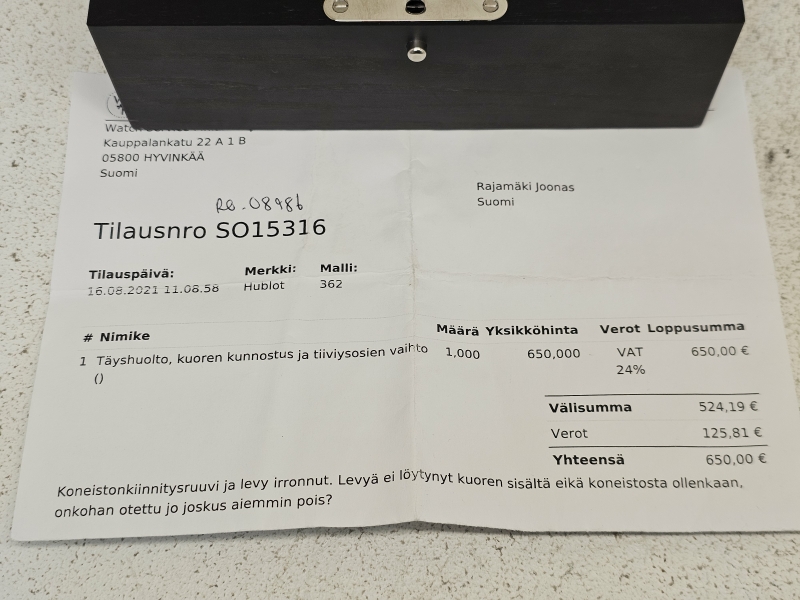 Kauppalankatu 22 A 1 B
05800 HYVINKÄÄ
Suomi
Rajamäki Joonas
Suomi
RB-08986
Tilausnro SO15316
Tilauspäivä: Merkki: Malli:
16.08.2021 11.08.58 Hublot 362
# Nimike Määrä Yksikköhinta Verot Loppusumma
1 Täyshuolto, kuoren kunnostus ja tiiviysosien vaihto 1,000 650,000 VAT 650,00 €
() 24%
Välisumma 524,19 €
Verot 125,81 €
Yhteensä 650,00 €
Koneistonkiinnitysruuvi ja levy irronnut. Levyä ei löytynyt kuoren sisältä eikä koneistosta ollenkaan,
onkohan otettu jo joskus aiemmin pois?